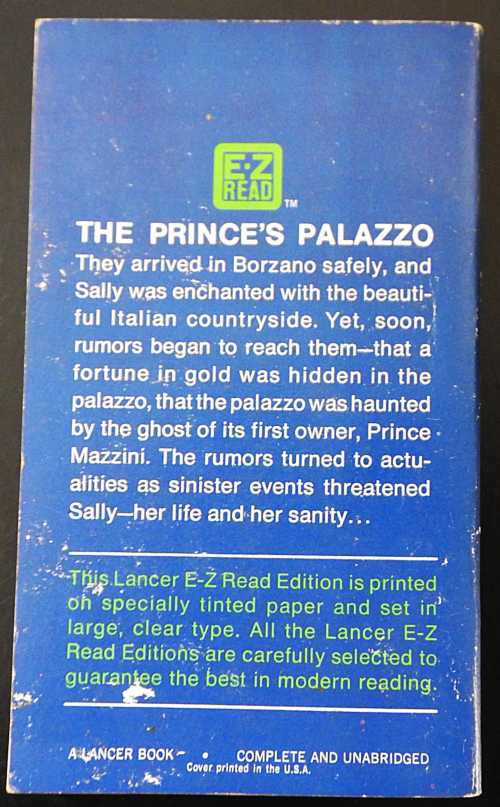 E·Z
READ
TM
THE PRINCE'S PALAZZO
They arrived in Borzano safely, and
Sally was enchanted with the beauti-
ful Italian countryside. Yet, soon,
rumors began to reach them—that a
fortune in gold was hidden in the
palazzo, that the palazzo was haunted
by the ghost of its first owner, Prince
Mazzini. The rumors turned to actu-
alities as sinister events threatened
Sally—her life and her sanity...
This Lancer E-Z Read Edition is printed
on specially tinted paper and set in
large, clear type. All the Lancer E-Z
Read Editions are carefully selected to
guarantee the best in modern reading.
A LANCER BOOK • COMPLETE AND UNABRIDGED
Cover printed in the U.S.A.